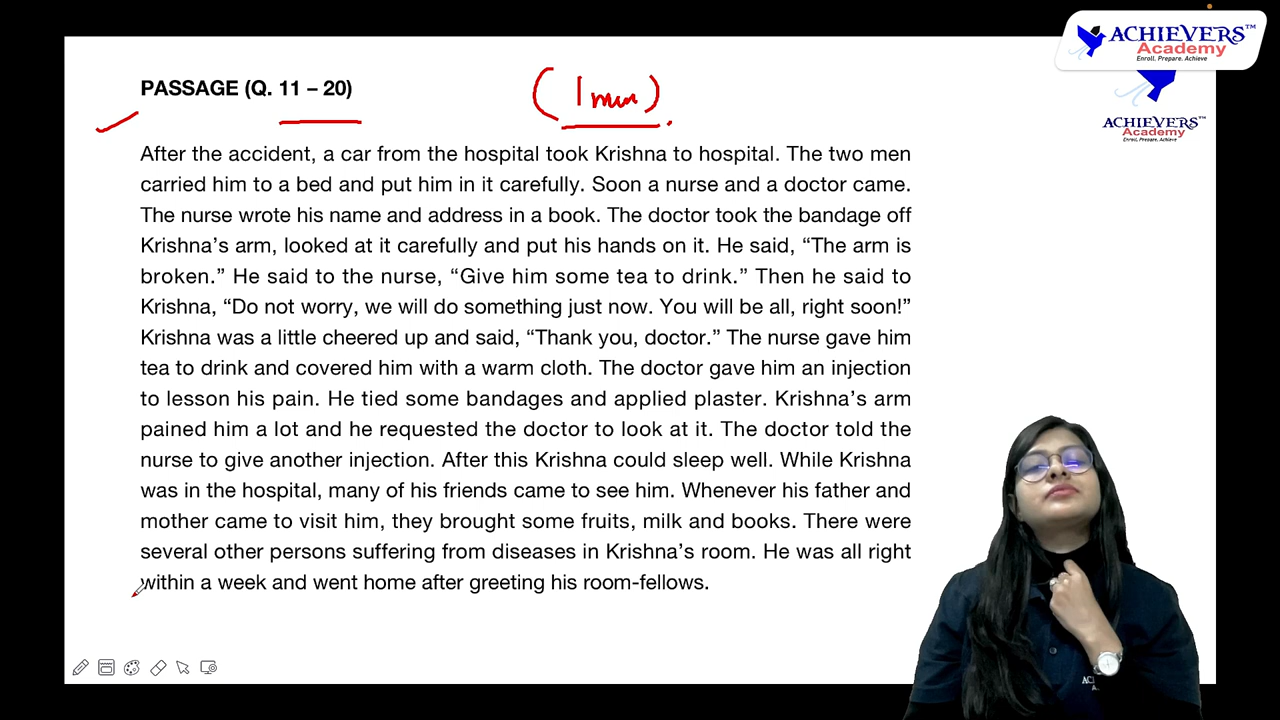 ACHIEVERS™
Academy
Enroll. Prepare. Achieve
PASSAGE (Q. 11 – 20)
(1 min).
ACHIEVERS™
Academy
Enroll. Prepare. Achieve
After the accident, a car from the hospital took Krishna to hospital. The two men
carried him to a bed and put him in it carefully. Soon a nurse and a doctor came.
The nurse wrote his name and address in a book. The doctor took the bandage off
Krishna’s arm, looked at it carefully and put his hands on it. He said, “The arm is
broken.” He said to the nurse, “Give him some tea to drink.” Then he said to
Krishna, “Do not worry, we will do something just now. You will be all, right soon!”
Krishna was a little cheered up and said, “Thank you, doctor.” The nurse gave him
tea to drink and covered him with a warm cloth. The doctor gave him an injection
to lesson his pain. He tied some bandages and applied plaster. Krishna’s arm
pained him a lot and he requested the doctor to look at it. The doctor told the
nurse to give another injection. After this Krishna could sleep well. While Krishna
was in the hospital, many of his friends came to see him. Whenever his father and
mother came to visit him, they brought some fruits, milk and books. There were
several other persons suffering from diseases in Krishna’s room. He was all right
within a week and went home after greeting his room-fellows.